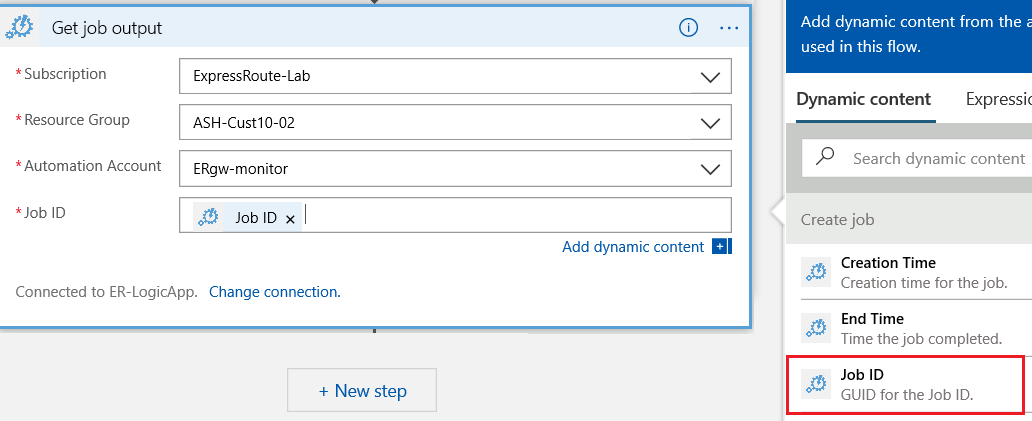 Get job output
* Subscription
ExpressRoute-Lab
* Resource Group
ASH-Cust10-02
* Automation Account
ERgw-monitor
* Job ID
Job ID ×
Add dynamic content +
Connected to ER-LogicApp. Change connection.
+ New step
Add dynamic content from the
used in this flow.
Dynamic content
Search dynamic content
Create job
Creation Time
Creation time for the job.
End Time
Time the job completed.
Job ID
GUID for the Job ID.